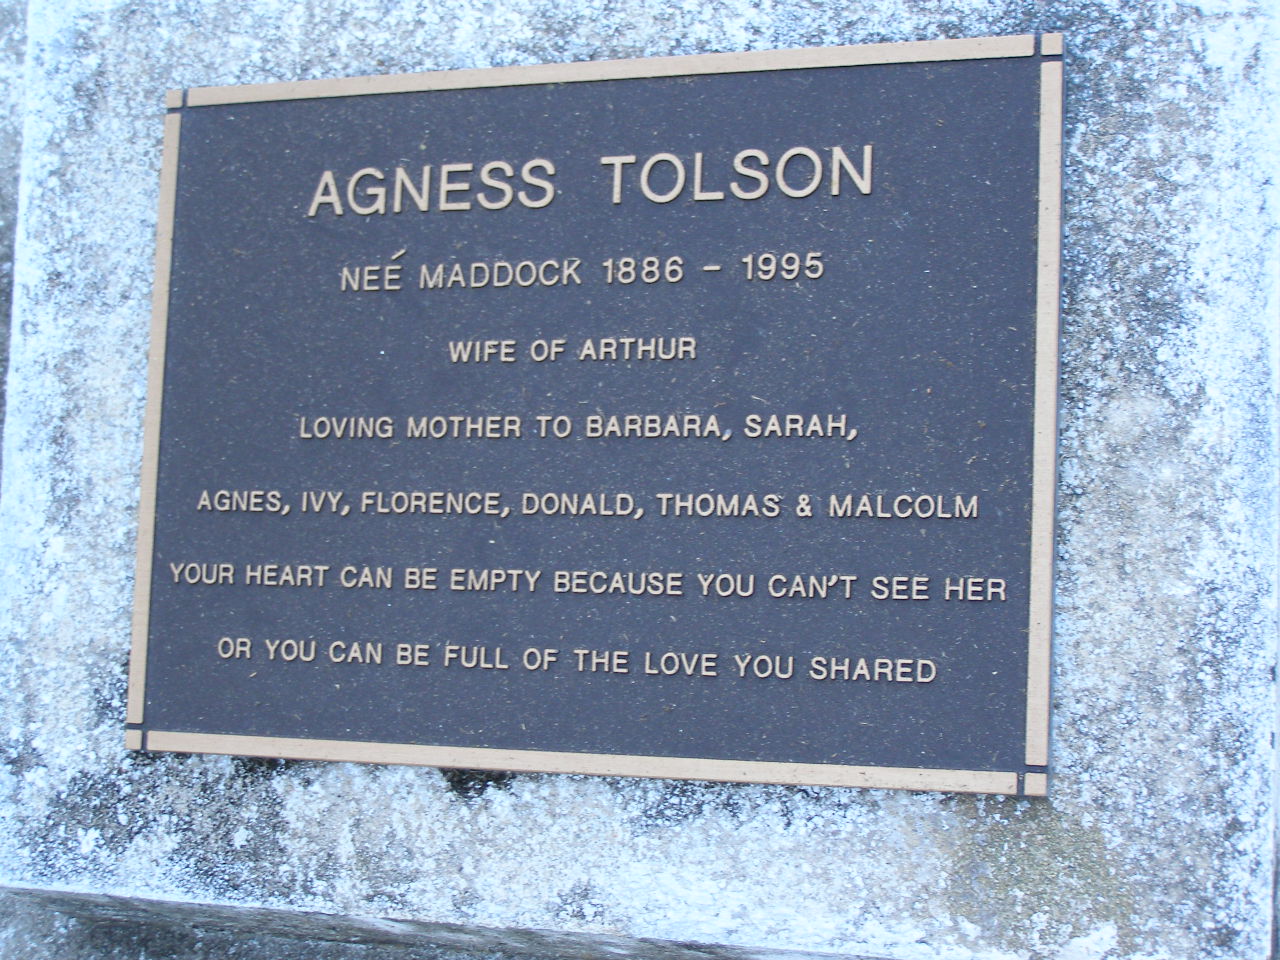 AGNESS TOLSON
NEÉ MADDOCK 1886 – 1995
WIFE OF ARTHUR
LOVING MOTHER TO BARBARA, SARAH,
AGNES, IVY, FLORENCE, DONALD, THOMAS & MALCOLM
YOUR HEART CAN BE EMPTY BECAUSE YOU CAN'T SEE HER
OR YOU CAN BE FULL OF THE LOVE YOU SHARED